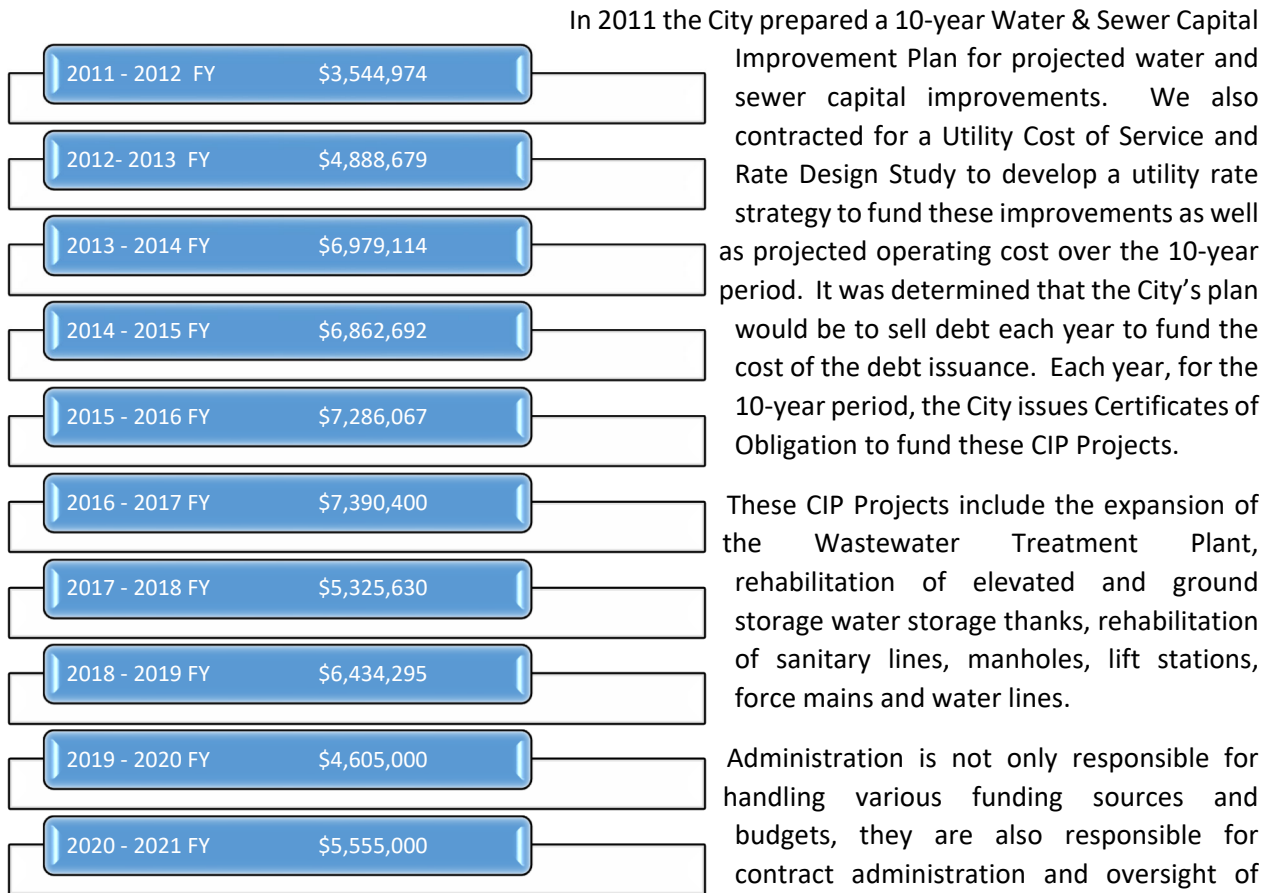 In 2011 the City prepared a 10-year Water & Sewer Capital
Improvement Plan for projected water and
sewer capital improvements. We also
contracted for a Utility Cost of Service and
Rate Design Study to develop a utility rate
strategy to fund these improvements as well
as projected operating cost over the 10-year
period. It was determined that the City's plan
would be to sell debt each year to fund the
cost of the debt issuance. Each year, for the
10-year period, the City issues Certificates of
Obligation to fund these CIP Projects.
These CIP Projects include the expansion of
the Wastewater Treatment Plant,
rehabilitation of elevated and ground
storage water storage thanks, rehabilitation
of sanitary lines, manholes, lift stations,
force mains and water lines.
Administration is not only responsible for
handling various funding sources and
budgets, they are also responsible for
contract administration and oversight of
2011 - 2012 FY $3,544,974
2012- 2013 FY $4,888,679
2013 - 2014 FY $6,979,114
2014 - 2015 FY $6,862,692
2015 - 2016 FY $7,286,067
2016 - 2017 FY $7,390,400
2017 - 2018 FY $5,325,630
2018 - 2019 FY $6,434,295
2019 - 2020 FY $4,605,000
2020 - 2021 FY $5,555,000